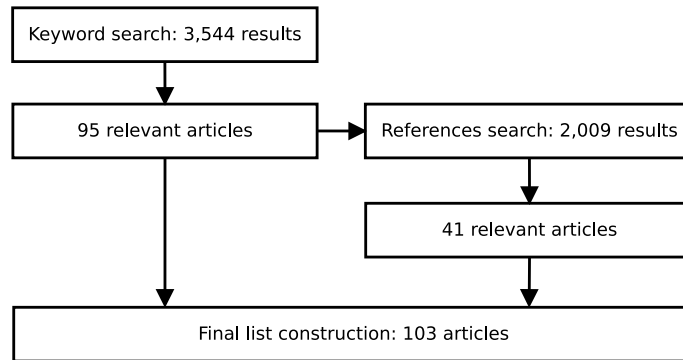 Keyword search: 3,544 results
95 relevant articles
References search: 2,009 results
41 relevant articles
Final list construction: 103 articles